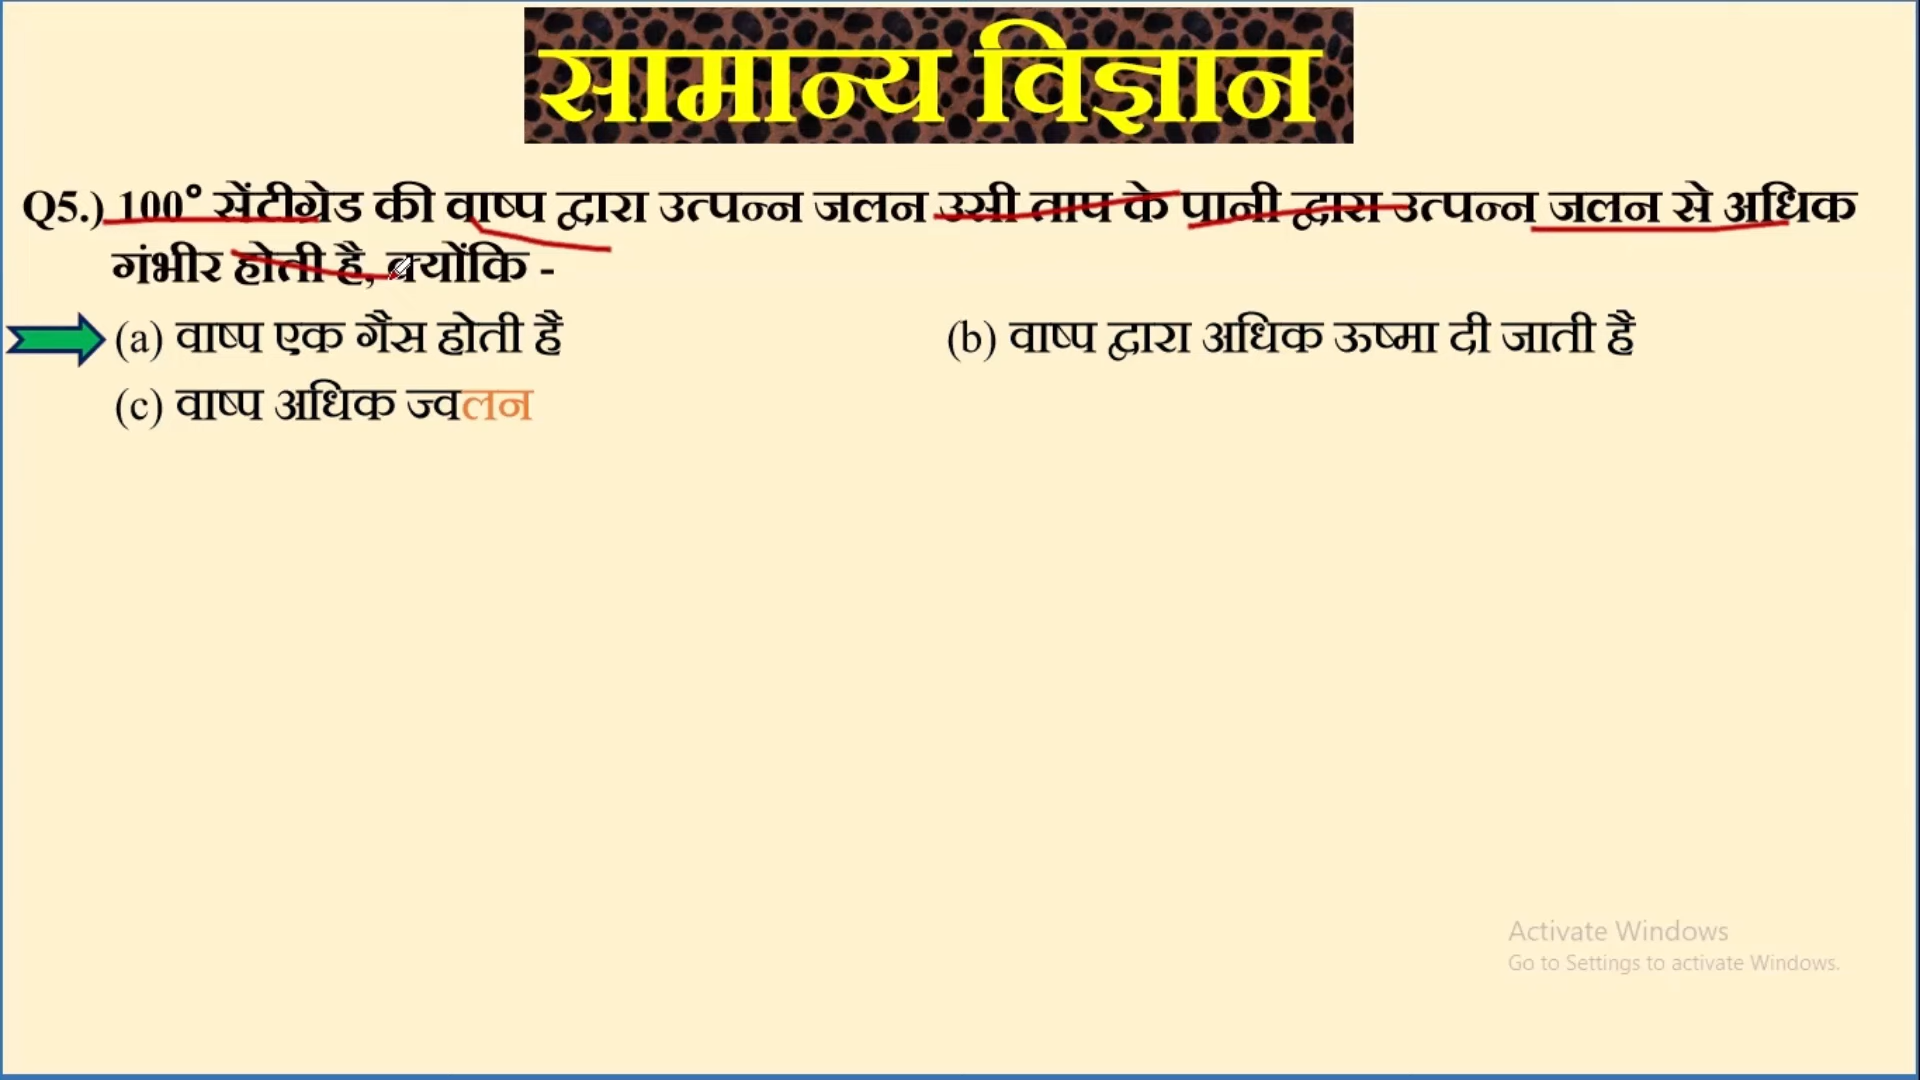 सामान्य विज्ञान
Q5.) 100° सेंटीग्रेड की वाष्प द्वारा उत्पन्न जलन उसी ताप के पानी द्वारा उत्पन्न जलन से अधिक
गंभीर होती है, क्योंकि -
(a) वाष्प एक गैस होती है
(b) वाष्प द्वारा अधिक ऊष्मा दी जाती है
(c) वाष्प अधिक ज्वलन
Activate Windows
Go to Settings to activate Windows.